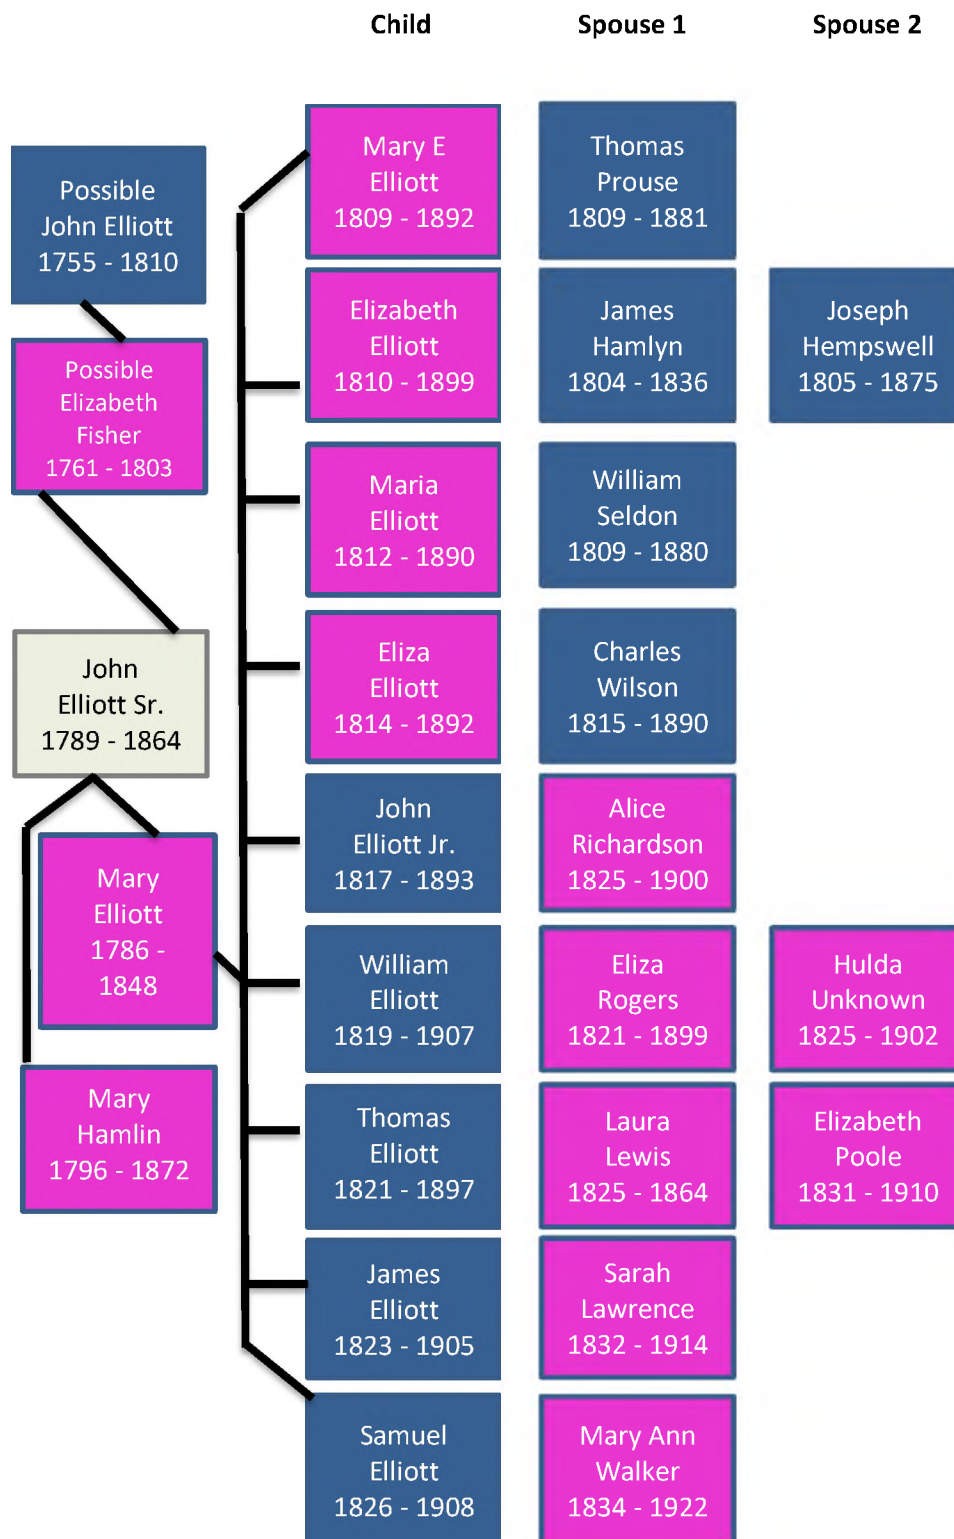 Child
Spouse 1
Spouse 2
Possible
John Elliott
1755 - 1810
Possible
Elizabeth
Fisher
1761 - 1803
John
Elliott Sr.
1789 - 1864
Mary
Elliott
1786 -
1848
Mary
Hamlin
1796 - 1872
Mary E
Elliott
1809 - 1892
Thomas
Prouse
1809 - 1881
Elizabeth
Elliott
1810 - 1899
James
Hamlyn
1804 - 1836
Joseph
Hempswell
1805 - 1875
Maria
Elliott
1812 - 1890
William
Seldon
1809 - 1880
Eliza
Elliott
1814 - 1892
Charles
Wilson
1815 - 1890
John
Elliott Jr.
1817 - 1893
Alice
Richardson
1825 - 1900
William
Elliott
1819 - 1907
Eliza
Rogers
1821 - 1899
Hulda
Unknown
1825 - 1902
Thomas
Elliott
1821 - 1897
Laura
Lewis
1825 - 1864
Elizabeth
Poole
1831 - 1910
James
Elliott
1823 - 1905
Sarah
Lawrence
1832 - 1914
Samuel
Elliott
1826 - 1908
Mary Ann
Walker
1834 - 1922